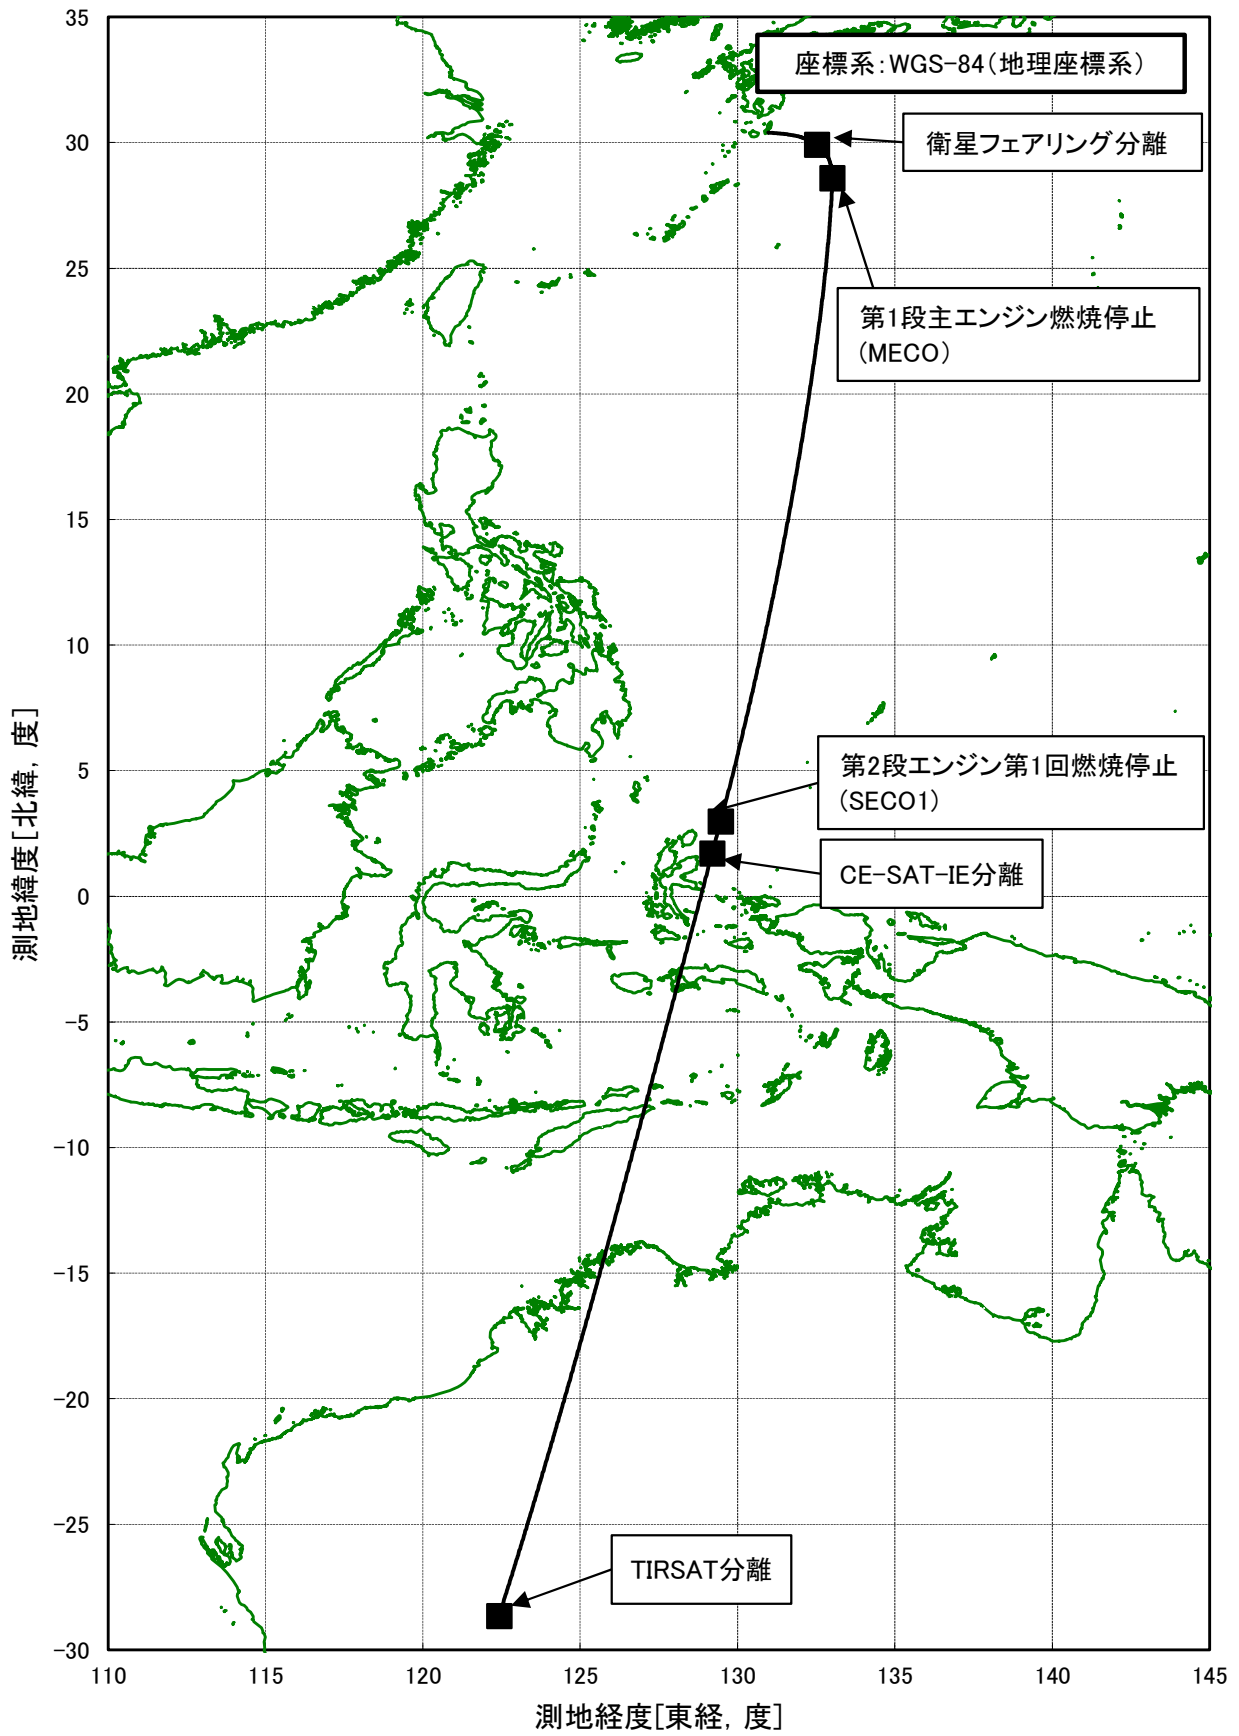 座標系:WGS-84(地理座標系)
衛星フェアリング分離
第1段主エンジン燃焼停止
(MECO)
第2段エンジン第1回燃焼停止
(SECO1)
CE-SAT-IE分離
TIRSAT分離
測地緯度[北緯, 度]
35
30
25
20
15
10
5
0
-5
-10
-15
-20
-25
-30
110 115 120 125 130 135 140 145
測地経度[東経, 度]